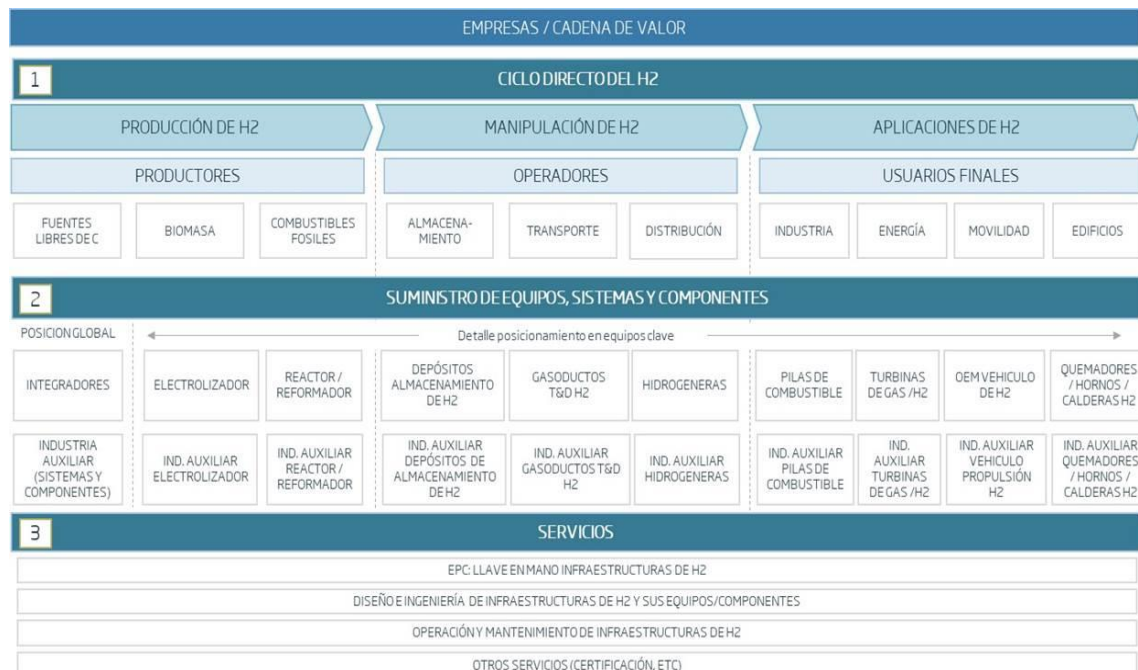 EMPRESAS / CADENA DE VALOR
1
CICLO DIRECTO DEL H2
PRODUCCIÓN DE H2
MANIPULACIÓN DE H2
APLICACIONES DE H2
PRODUCTORES
OPERADORES
USUARIOS FINALES
FUENTES
LIBRES DE C
BIOMASA
COMBUSTIBLES
FOSILES
ALMACENA-
MIENTO
TRANSPORTE
DISTRIBUCIÓN
INDUSTRIA
ENERGÍA
MOVILIDAD
EDIFICIOS
2
SUMINISTRO DE EQUIPOS, SISTEMAS Y COMPONENTES
POSICION GLOBAL
Detalle posicionamiento en equipos clave
INTEGRADORES
ELECTROLIZADOR
REACTOR /
REFORMADOR
DEPÓSITOS
ALMACENAMIENTO
DE H2
GASODUCTOS
T&D H2
HIDROGENERAS
PILAS DE
COMBUSTIBLE
TURBINAS
DE GAS /H2
OEM VEHICULO
DE H2
QUEMADORES
/ HORNOS /
CALDERAS H2
INDUSTRIA
AUXILIAR
(SISTEMAS Y
COMPONENTES)
IND. AUXILIAR
ELECTROLIZADOR
IND. AUXILIAR
REACTOR /
REFORMADOR
IND. AUXILIAR
DEPÓSITOS DE
ALMACENAMIENTO
DE H2
IND. AUXILIAR
GASODUCTOS T&D
H2
IND. AUXILIAR
HIDROGENERAS
IND. AUXILIAR
PILAS DE
COMBUSTIBLE
IND.
AUXILIAR
TURBINAS
DE GAS /H2
IND. AUXILIAR
VEHICULO
PROPULSIÓN
H2
IND. AUXILIAR
QUEMADORES
/ HORNOS /
CALDERAS H2
3
SERVICIOS
EPC: LLAVE EN MANO INFRAESTRUCTURAS DE H2
DISEÑO E INGENIERÍA DE INFRAESTRUCTURAS DE H2 Y SUS EQUIPOS/COMPONENTES
OPERACIÓN Y MANTENIMIENTO DE INFRAESTRUCTURAS DE H2
OTROS SERVICIOS (CERTIFICACIÓN, ETC)